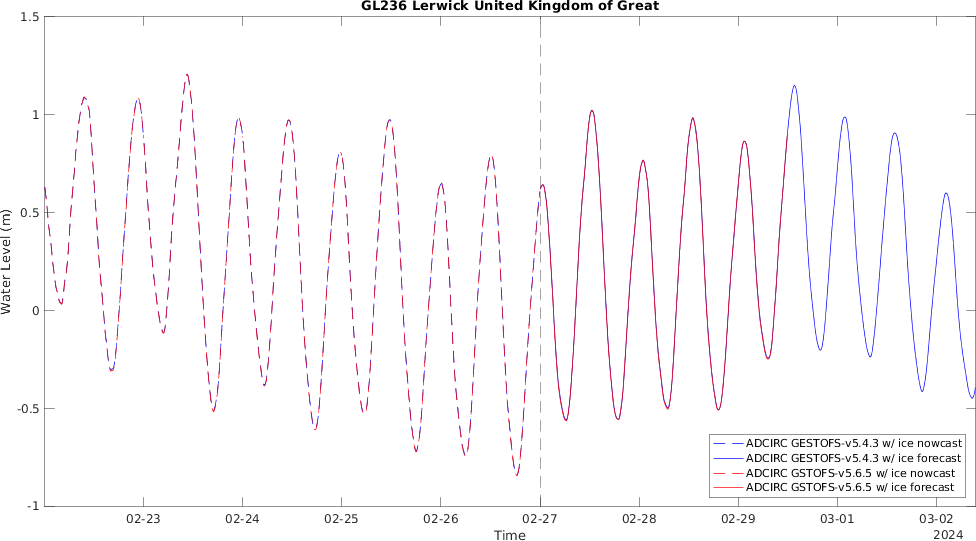 GL236 Lerwick United Kingdom of Great
1.5
1
0.5
0
-0.5
-1
Water Level (m)
02-23 02-24 02-25 02-26 02-27 02-28 02-29 03-01 03-02
Time
2024
ADCIRC GESTOFS-v5.4.3 w/ ice nowcast
ADCIRC GESTOFS-v5.4.3 w/ ice forecast
ADCIRC GSTOFS-v5.6.5 w/ ice nowcast
ADCIRC GSTOFS-v5.6.5 w/ ice forecast